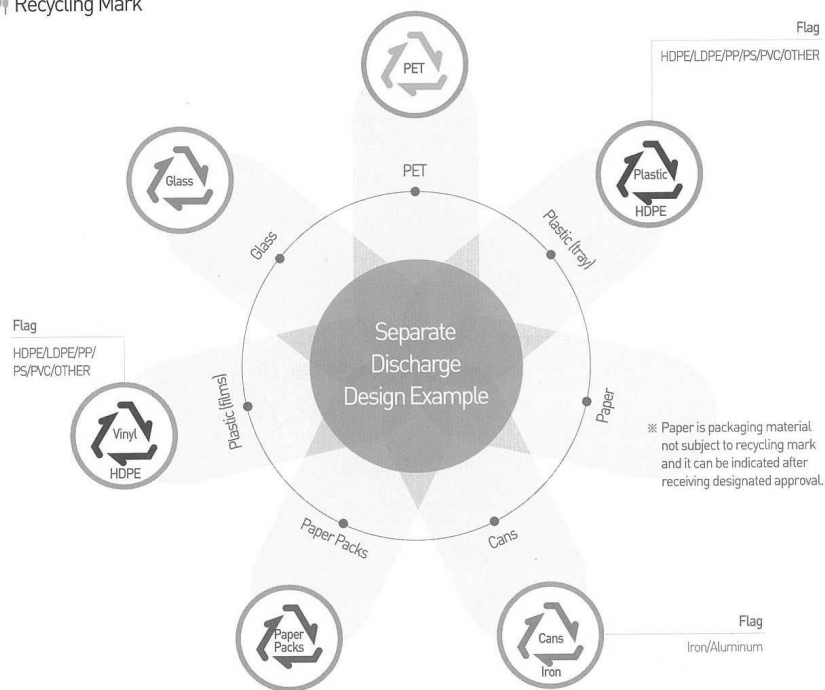 Recycling Mark
Flag
HDPE/LDPE/PP/PS/PVC/OTHER
PET
Glass
Plastic
HDPE
PET
Glass
Plastic (tray)
Separate
Discharge
Design Example
Flag
HDPE/LDPE/PP/
PS/PVC/OTHER
Vinyl
HDPE
Plastic (films)
Paper
※ Paper is packaging material
not subject to recycling mark
and it can be indicated after
receiving designated approval.
Paper Packs
Cans
Paper
Packs
Cans
Iron
Flag
Iron/Aluminum